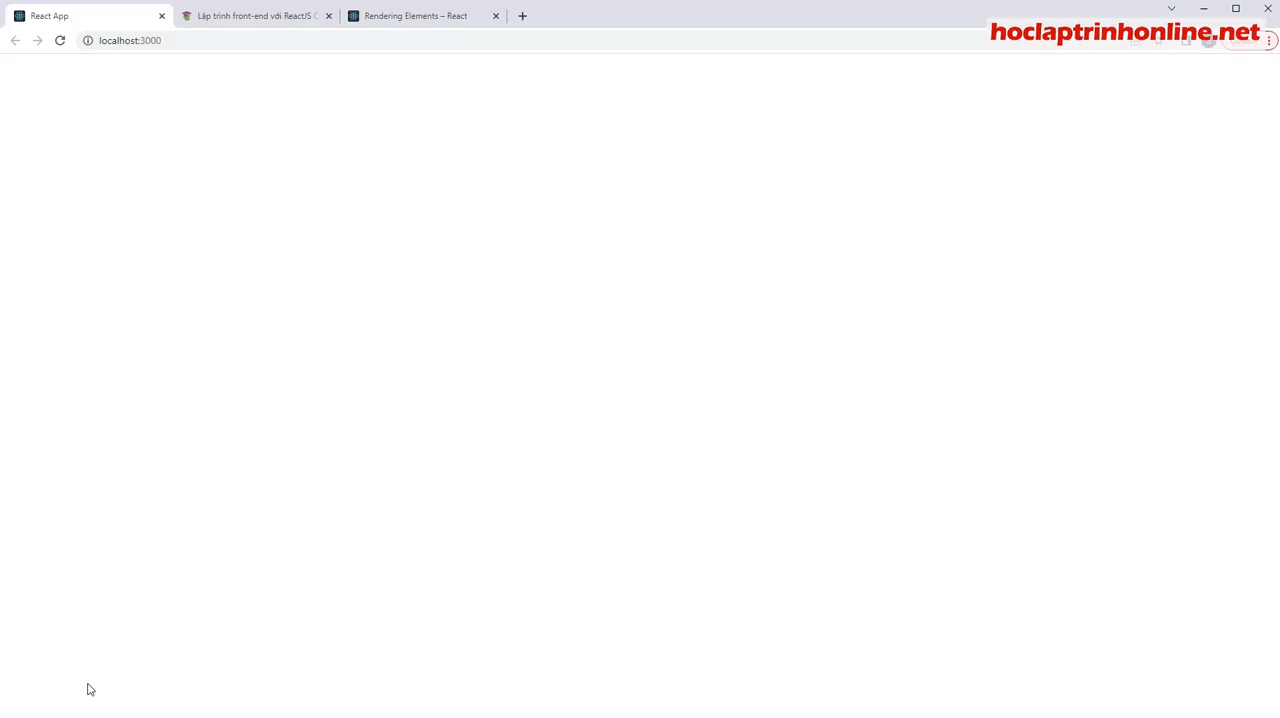 React App
Lập trình front-end với ReactJS C
Rendering Elements – React
localhost:3000
hoclaptrinhonline.net